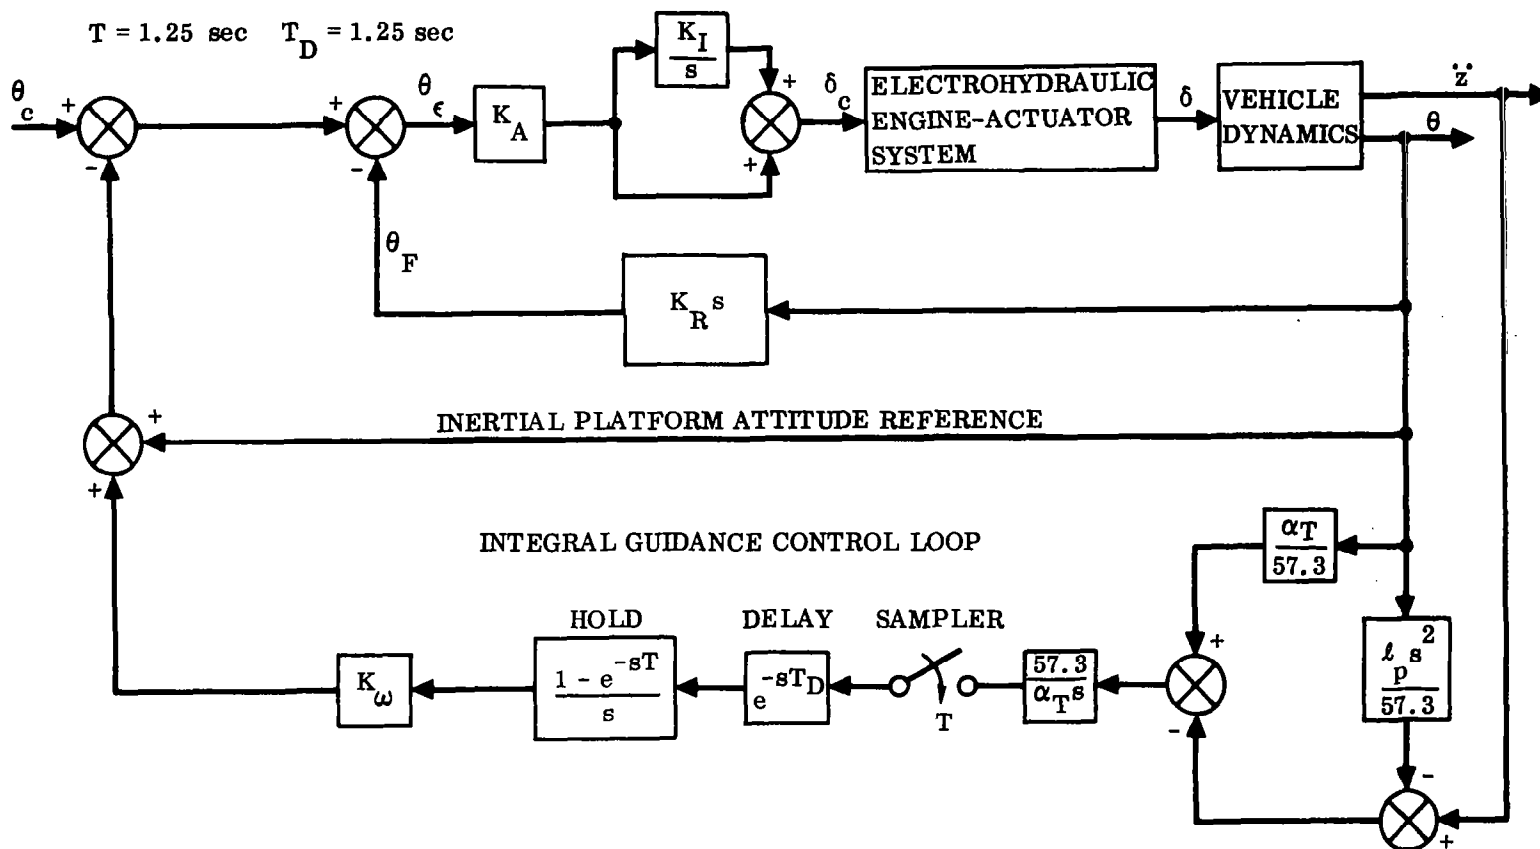 T = 1.25 sec T_D = 1.25 sec
θ_c
+
-
+
-
θ_ϵ
K_A
K_I
s
+
+
δ_c
ELECTROHYDRAULIC
ENGINE-ACTUATOR
SYSTEM
δ
VEHICLE
DYNAMICS
z̈
θ
θ_F
K_R s
INERTIAL PLATFORM ATTITUDE REFERENCE
+
+
INTEGRAL GUIDANCE CONTROL LOOP
α_T
57.3
HOLD
DELAY
SAMPLER
K_ω
1 - e^{-sT}
s
e^{-sT_D}
T
57.3
α_T s
+
-
ℓ_p s^2
57.3
-
+